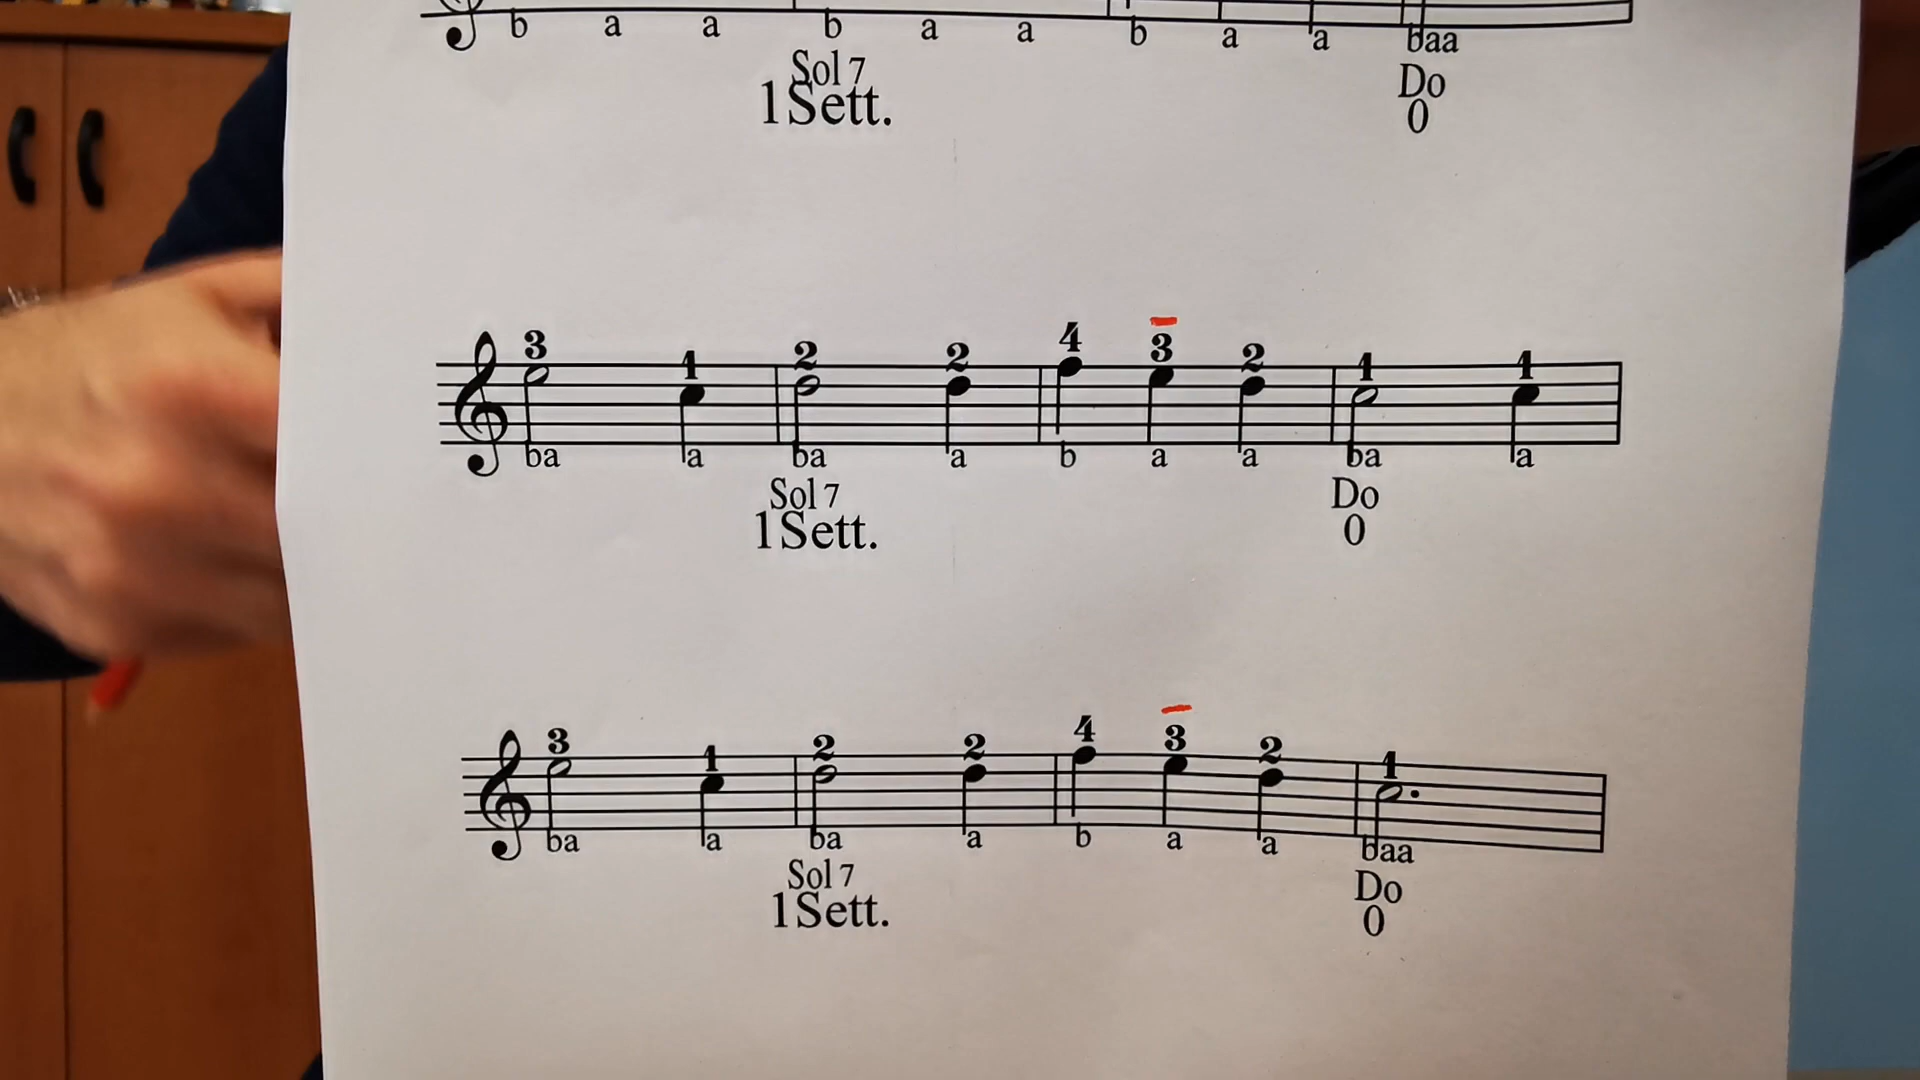 b a a b a a b a a baa
Sol 7 Do
1Sett. 0
3 1 2 2 4 3 2 1 1
ba a ba a b a a ba a
Sol 7 Do
1Sett. 0
3 1 2 2 4 3 2 1
ba a ba a b a a baa
Sol 7 Do
1Sett. 0